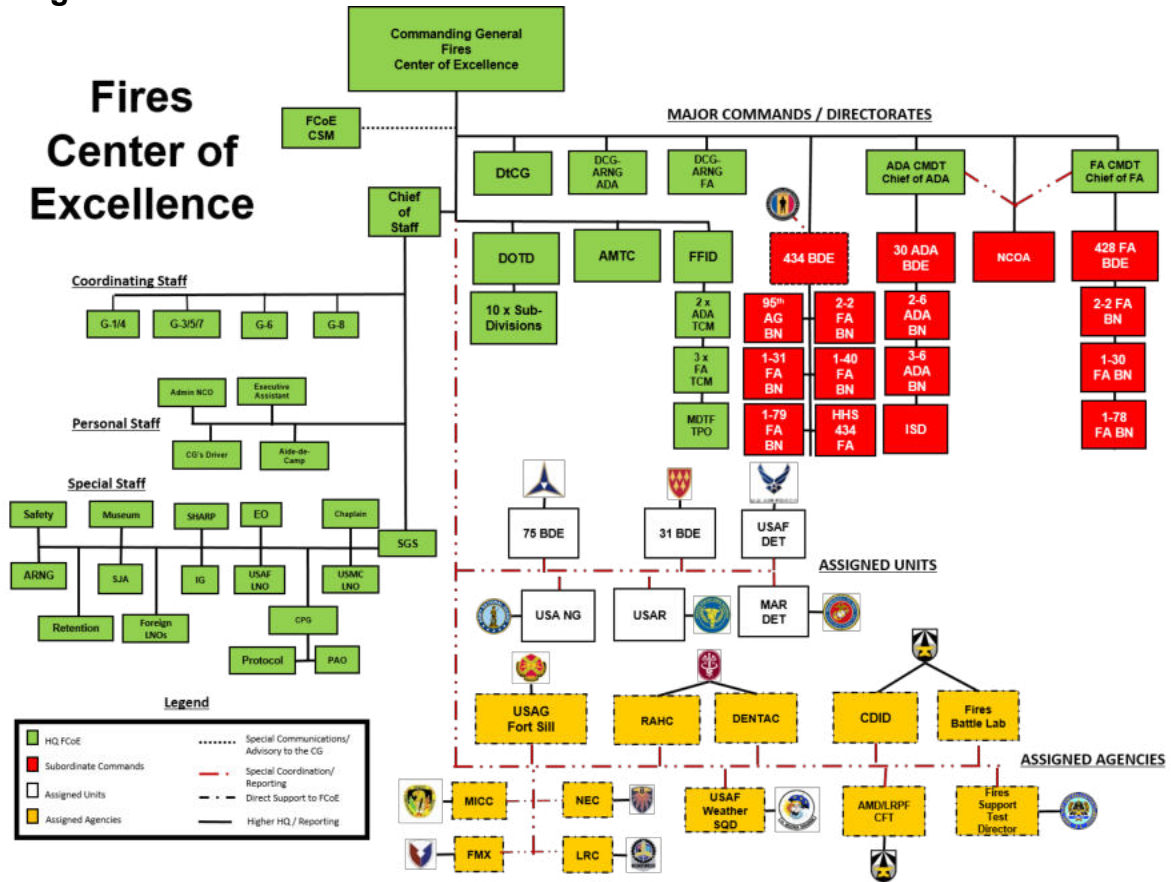 Commanding General
Fires
Center of Excellence
Fires
Center of
Excellence
FCoE
CSM
MAJOR COMMANDS / DIRECTORATES
DtCG
DCG-
ARNG
ADA
DCG-
ARNG
FA
ADA CMDT
Chief of ADA
FA CMDT
Chief of FA
Chief
of
Staff
DOTD
AMTC
FFID
434 BDE
30 ADA
BDE
NCOA
428 FA
BDE
10 x Sub-
Divisions
2 x
ADA
TCM
3 x
FA
TCM
MDTF
TPO
95th
AG
BN
2-2
FA
BN
1-31
FA
BN
1-40
FA
BN
1-79
FA
BN
HHS
434
FA
2-6
ADA
BN
3-6
ADA
BN
ISD
2-2 FA
BN
1-30
FA BN
1-78
FA BN
Coordinating Staff
G-1/4
G-3/5/7
G-6
G-8
Admin NCO
Executive
Assistant
Personal Staff
CG's Driver
Aide-de-
Camp
Special Staff
Safety
Museum
SHARP
EO
Chaplain
SGS
ARNG
SJA
IG
USAF
LNO
USMC
LNO
Retention
Foreign
LNOs
CPG
Protocol
PAO
75 BDE
31 BDE
USAF
DET
ASSIGNED UNITS
USA NG
USAR
MAR
DET
USAG
Fort Sill
RAHC
DENTAC
CDID
Fires
Battle Lab
ASSIGNED AGENCIES
MICC
NEC
USAF
Weather
SQD
AMD/LRPF
CFT
Fires
Support
Test
Director
FMX
LRC
Legend
HQ FCoE
Subordinate Commands
Assigned Units
Assigned Agencies
Special Communications/
Advisory to the CG
Special Coordination/
Reporting
Direct Support to FCoE
Higher HQ / Reporting